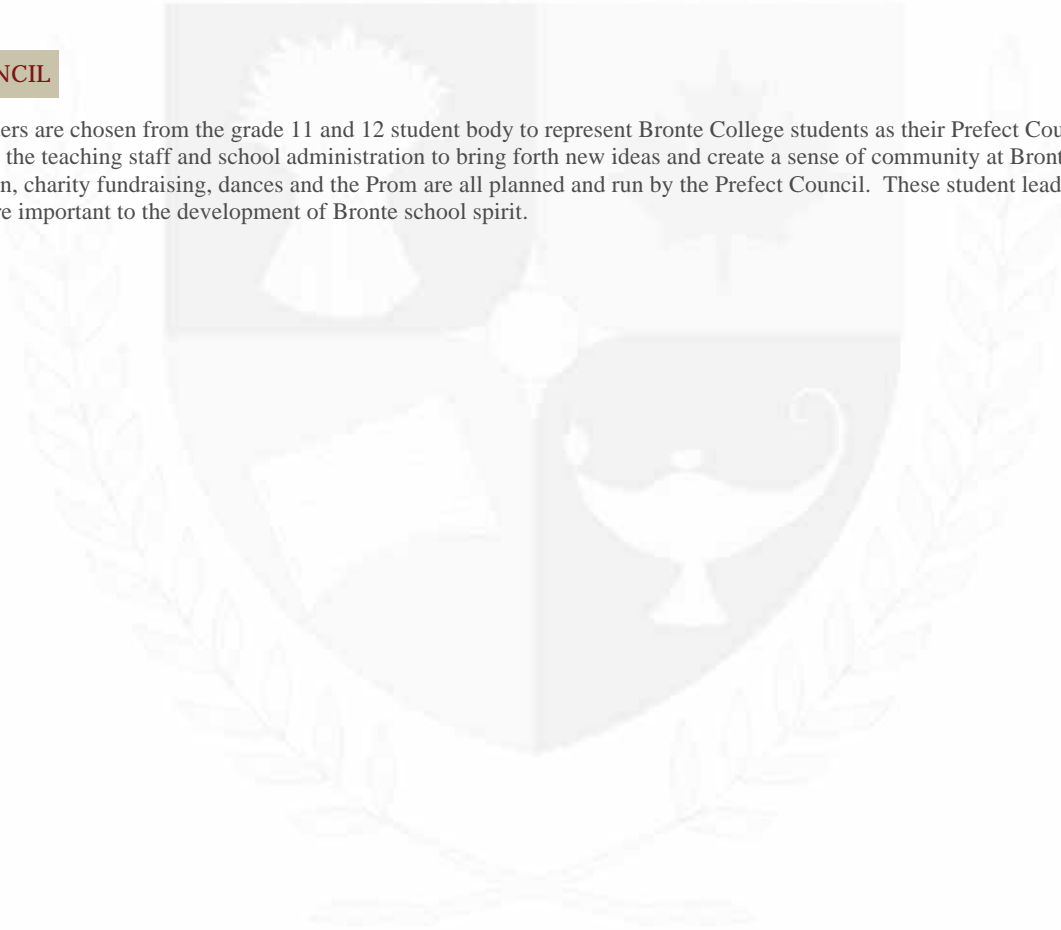 NCIL
ers are chosen from the grade 11 and 12 student body to represent Bronte College students as their Prefect Cou
the teaching staff and school administration to bring forth new ideas and create a sense of community at Bront
n, charity fundraising, dances and the Prom are all planned and run by the Prefect Council. These student lead
re important to the development of Bronte school spirit.